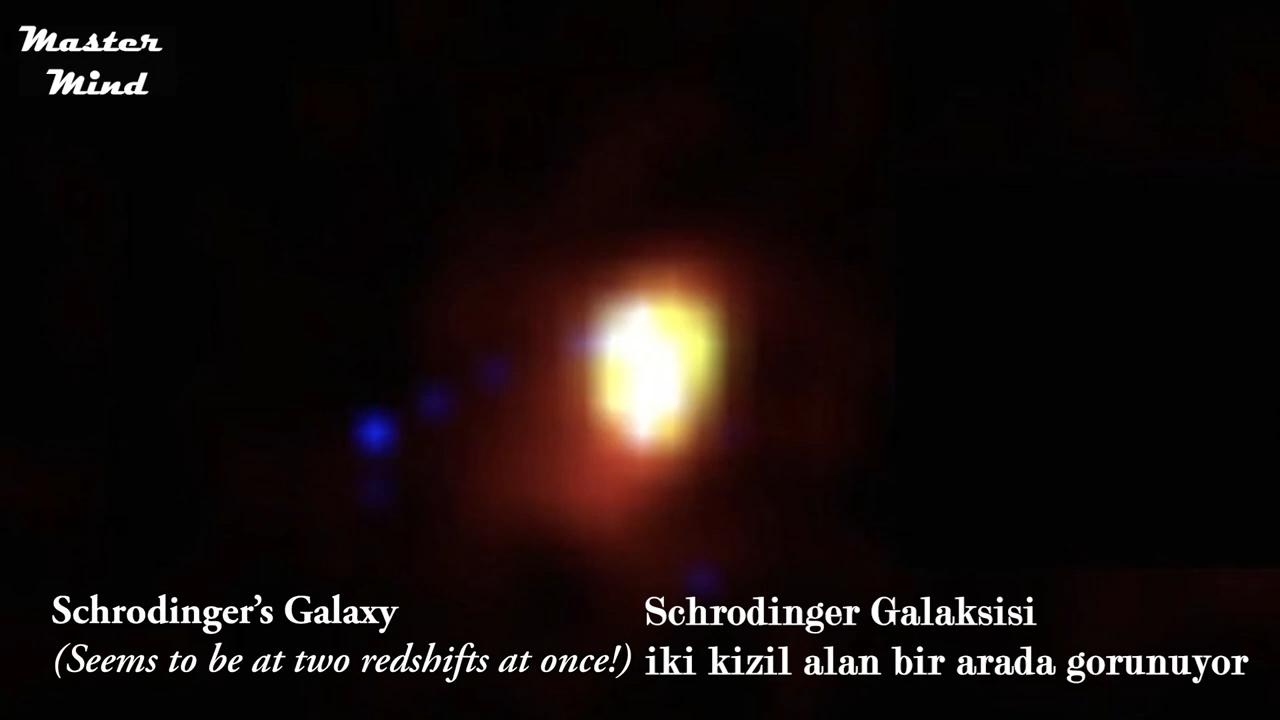 Master
Mind
Schrodinger’s Galaxy
(Seems to be at two redshifts at once!)
Schrodinger Galaksisi
iki kizil alan bir arada gorunuyor